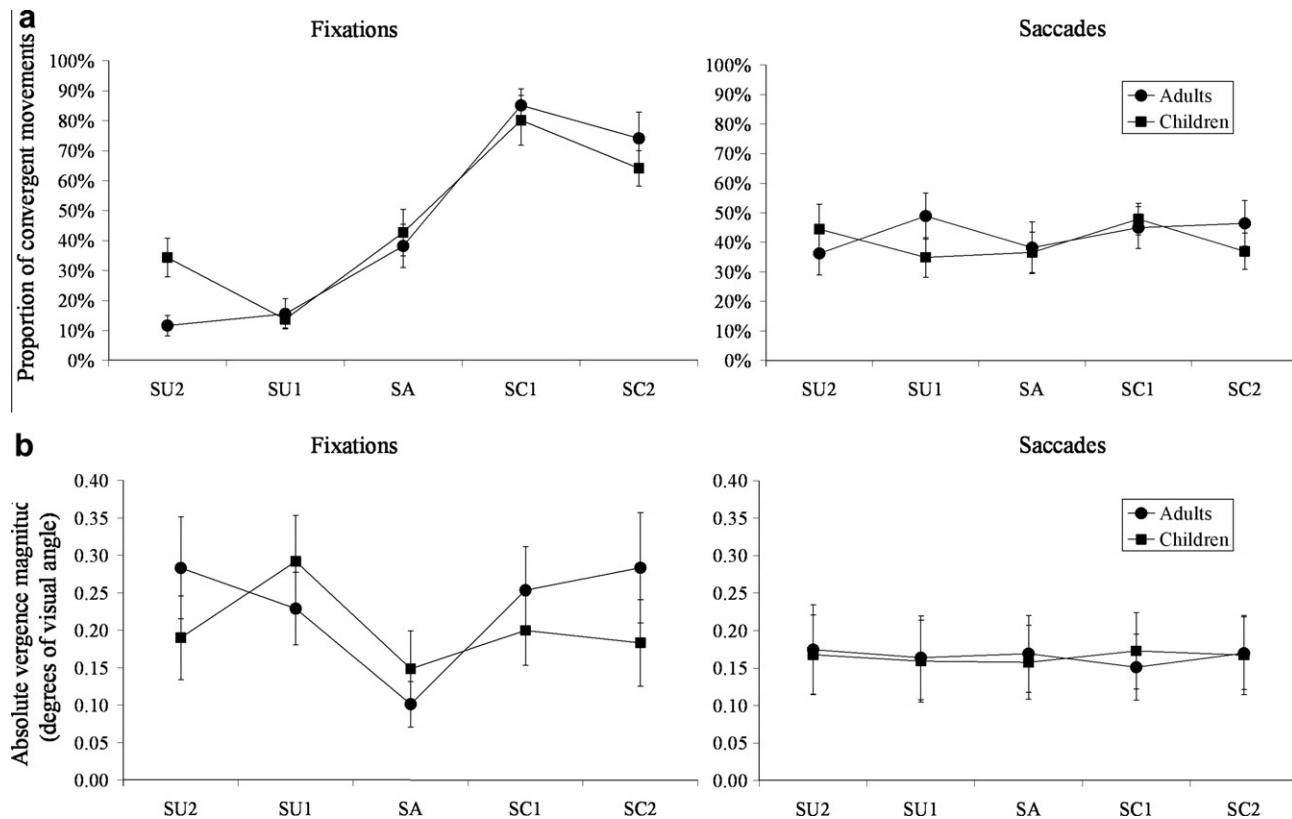 a
Fixations
Saccades
Proportion of convergent movements
100%
90%
80%
70%
60%
50%
40%
30%
20%
10%
0%
SU2 SU1 SA SC1 SC2
100%
90%
80%
70%
60%
50%
40%
30%
20%
10%
0%
Adults
Children
SU2 SU1 SA SC1 SC2
b
Fixations
Saccades
Absolute vergence
(degrees of visual angle)
0.40
0.35
0.30
0.25
0.20
0.15
0.10
0.05
0.00
SU2 SU1 SA SC1 SC2
0.40
0.35
0.30
0.25
0.20
0.15
0.10
0.05
0.00
Adults
Children
SU2 SU1 SA SC1 SC2